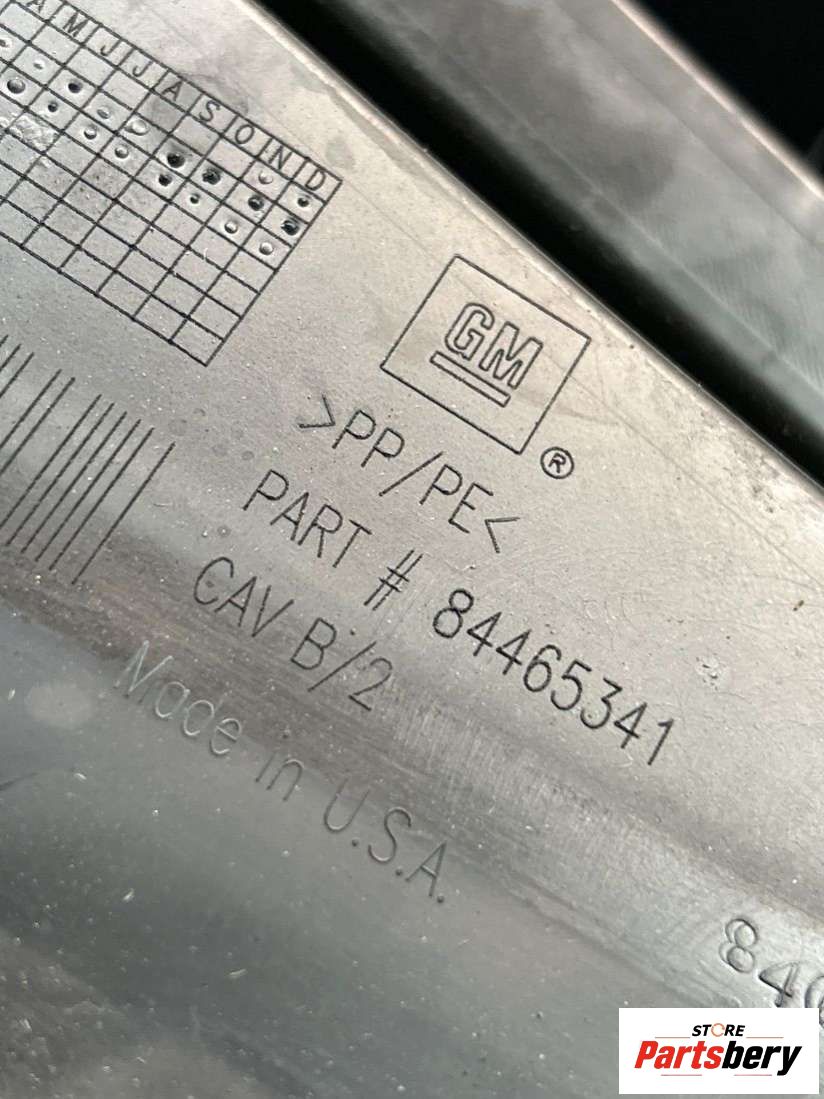 A M J J A S O N D
GM
®
>PP/PE<
PART # 84465341
CAV B/2
Made in U.S.A.
STORE
Partsbery